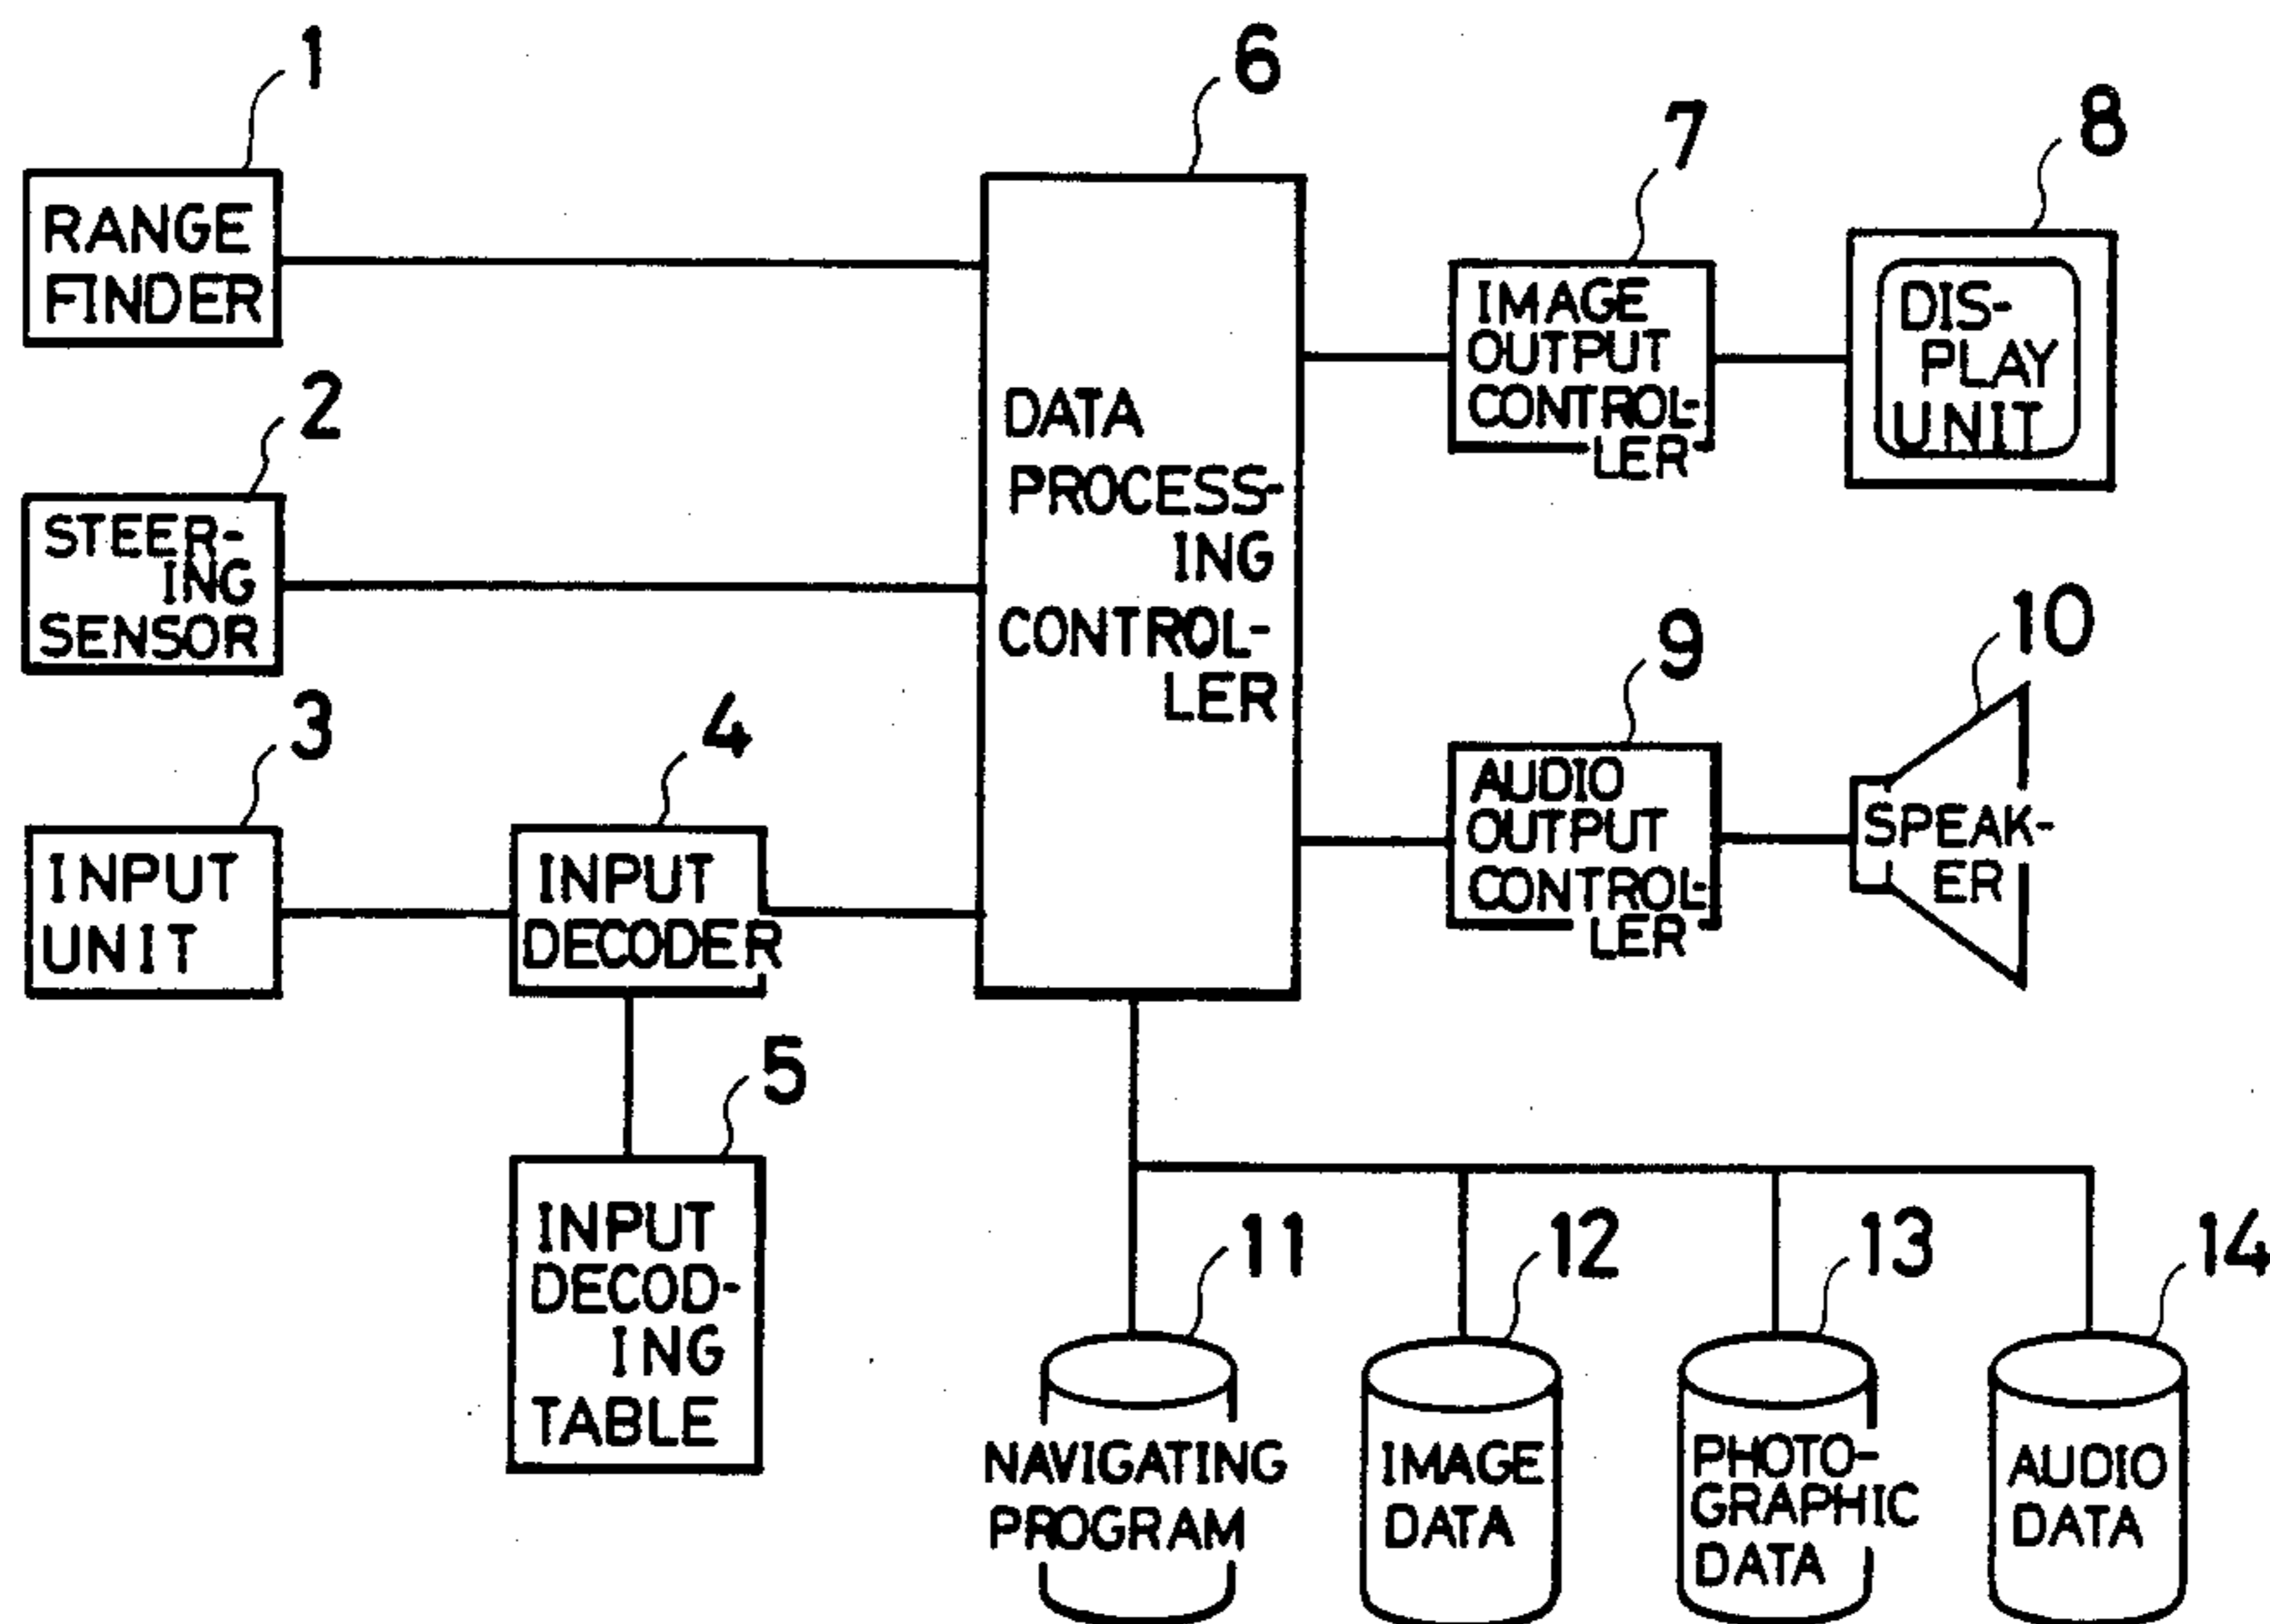 1
RANGE
FINDER
2
STEER-
ING
SENSOR
3
INPUT
UNIT
4
INPUT
DECODER
5
INPUT
DECOD-
ING
TABLE
6
DATA
PROCESS-
ING
CONTROL-
LER
7
IMAGE
OUTPUT
CONTROL-
LER
8
DIS-
PLAY
UNIT
9
AUDIO
OUTPUT
CONTROL-
LER
10
SPEAK-
ER
11
NAVIGATING
PROGRAM
12
IMAGE
DATA
13
PHOTO-
GRAPHIC
DATA
14
AUDIO
DATA